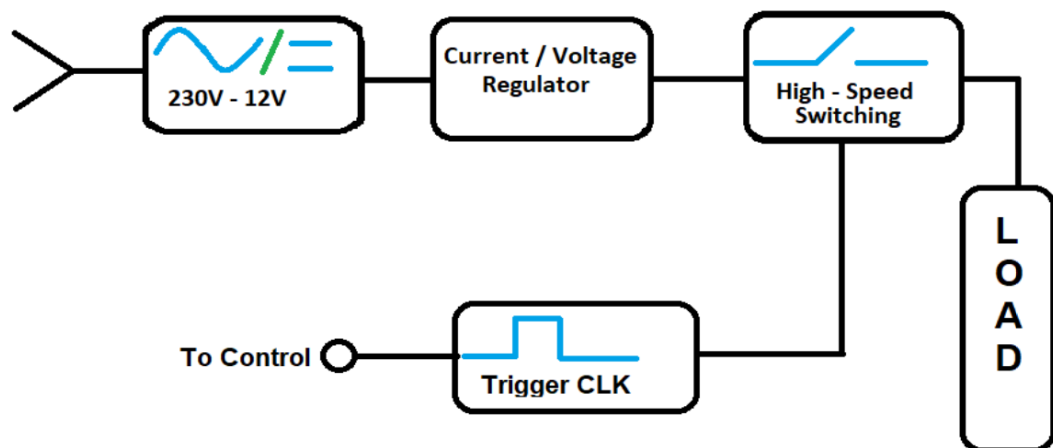 230V - 12V
Current / Voltage
Regulator
High - Speed
Switching
L
O
A
D
To Control
Trigger CLK